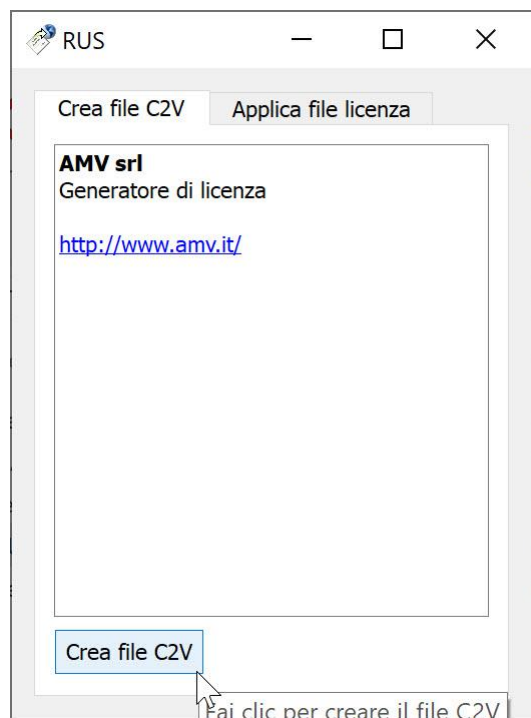 RUS
Crea file C2V
Applica file licenza
AMV srl
Generatore di licenza
http://www.amv.it/
Crea file C2V
Fai clic per creare il file C2V